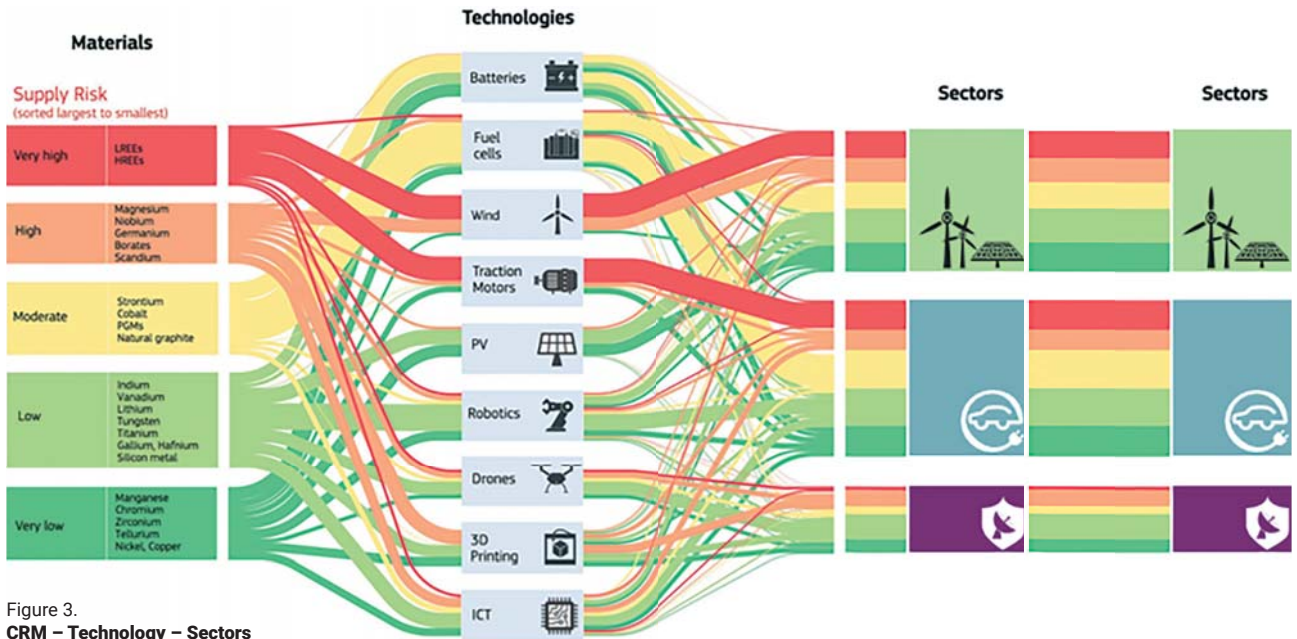 Materials
Technologies
Sectors
Sectors
Supply Risk
(sorted largest to smallest)
Very high
LREEs
HREEs
High
Magnesium
Niobium
Germanium
Borates
Scandium
Moderate
Strontium
Cobalt
PGMs
Natural graphite
Low
Indium
Vanadium
Lithium
Tungsten
Titanium
Gallium, Hafnium
Silicon metal
Very low
Manganese
Chromium
Zirconium
Tellurium
Nickel, Copper
Batteries
Fuel
cells
Wind
Traction
Motors
PV
Robotics
Drones
3D
Printing
ICT
Figure 3.
CRM – Technology – Sectors